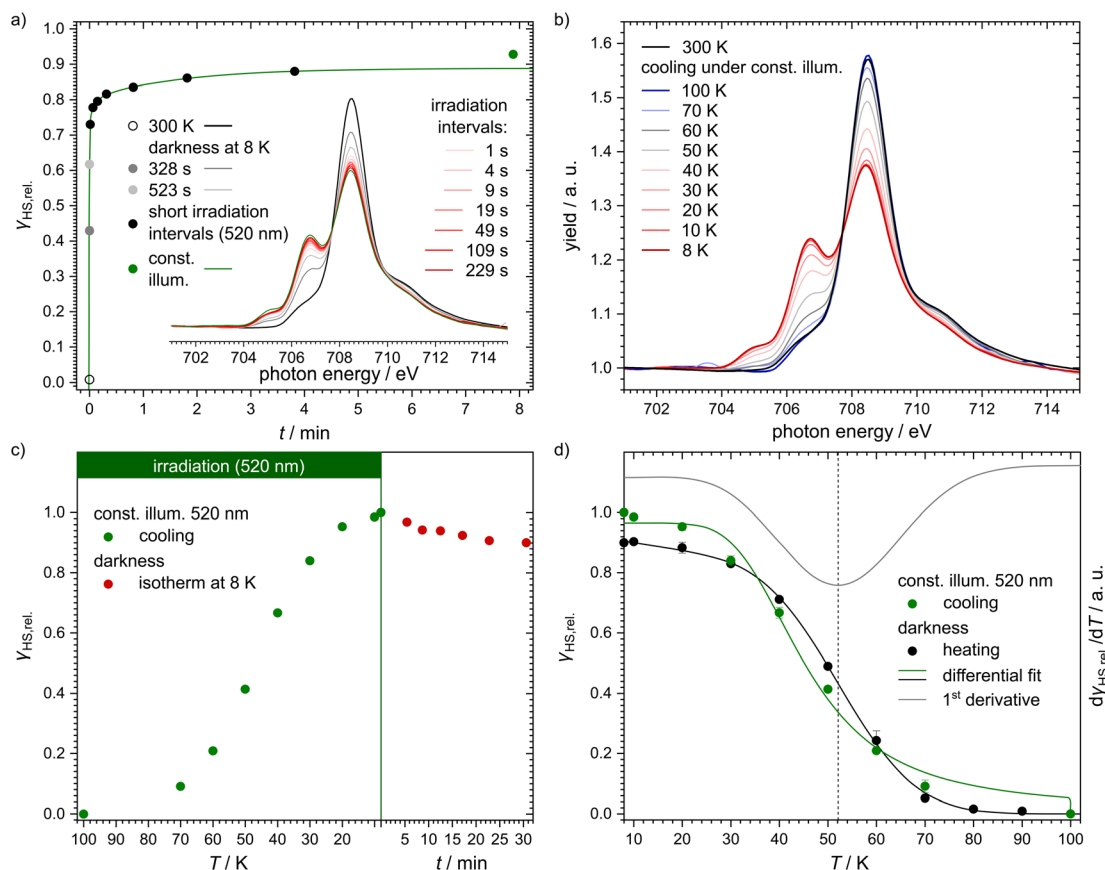 a)
γHS,rel.
1.0
0.9
0.8
0.7
0.6
0.5
0.4
0.3
0.2
0.1
0.0
300 K
darkness at 8 K
328 s
523 s
short irradiation
intervals (520 nm)
const.
illum.
irradiation
intervals:
1 s
4 s
9 s
19 s
49 s
109 s
229 s
702 704 706 708 710 712 714
photon energy / eV
0 1 2 3 4 5 6 7 8
t / min
b)
yield / a. u.
1.6
1.5
1.4
1.3
1.2
1.1
1.0
300 K
cooling under const. illum.
100 K
70 K
60 K
50 K
40 K
30 K
20 K
10 K
8 K
702 704 706 708 710 712 714
photon energy / eV
c)
irradiation (520 nm)
γHS,rel.
1.0
0.8
0.6
0.4
0.2
0.0
const. illum. 520 nm
cooling
darkness
isotherm at 8 K
100 90 80 70 60 50 40 30 20 5 10 15 20 25 30
T / K t / min
d)
γHS,rel.
1.0
0.8
0.6
0.4
0.2
0.0
const. illum. 520 nm
cooling
darkness
heating
differential fit
1st derivative
dγHS,rel./dT / a. u.
10 20 30 40 50 60 70 80 90 100
T / K